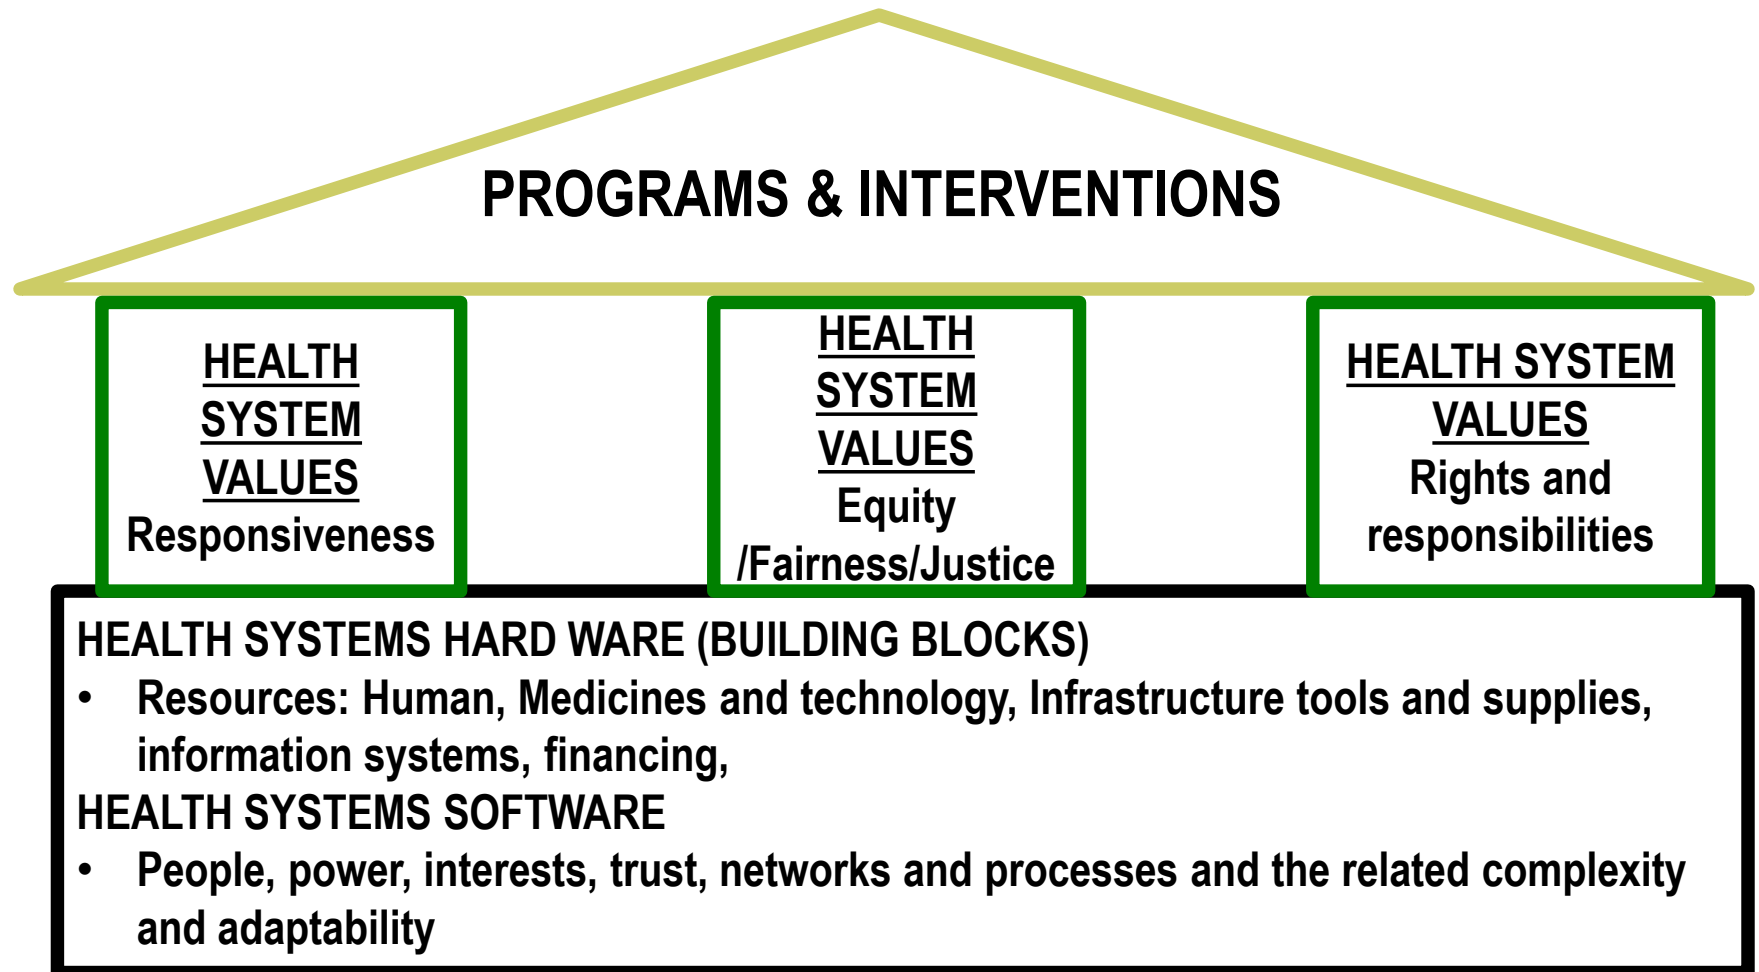 PROGRAMS & INTERVENTIONS
HEALTH
SYSTEM
VALUES
Responsiveness
HEALTH
SYSTEM
VALUES
Equity
/Fairness/Justice
HEALTH SYSTEM
VALUES
Rights and
responsibilities
HEALTH SYSTEMS HARD WARE (BUILDING BLOCKS)
• Resources: Human, Medicines and technology, Infrastructure tools and supplies,
information systems, financing,
HEALTH SYSTEMS SOFTWARE
• People, power, interests, trust, networks and processes and the related complexity
and adaptability